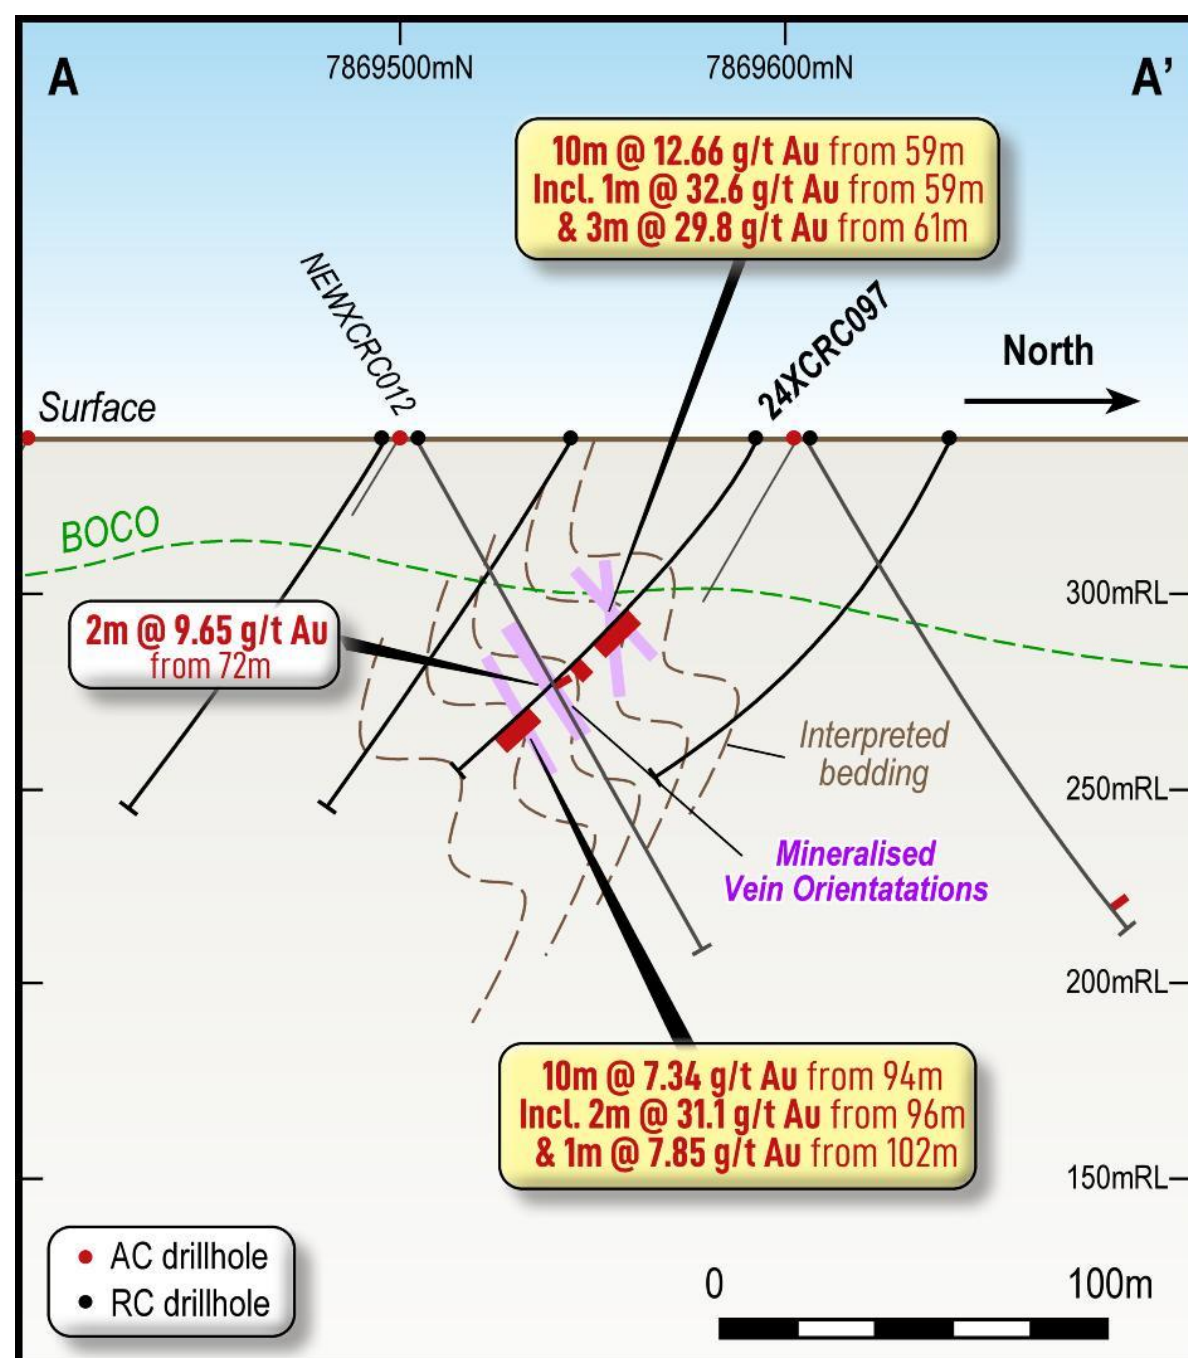 A
7869500mN
7869600mN
A'
10m @ 12.66 g/t Au from 59m
Incl. 1m @ 32.6 g/t Au from 59m
& 3m @ 29.8 g/t Au from 61m
NEWXCRC012
24XCRC097
North
Surface
BOCO
300mRL
2m @ 9.65 g/t Au
from 72m
Interpreted
bedding
250mRL
Mineralised
Vein Orientatations
200mRL
10m @ 7.34 g/t Au from 94m
Incl. 2m @ 31.1 g/t Au from 96m
& 1m @ 7.85 g/t Au from 102m
150mRL
AC drillhole
RC drillhole
0
100m